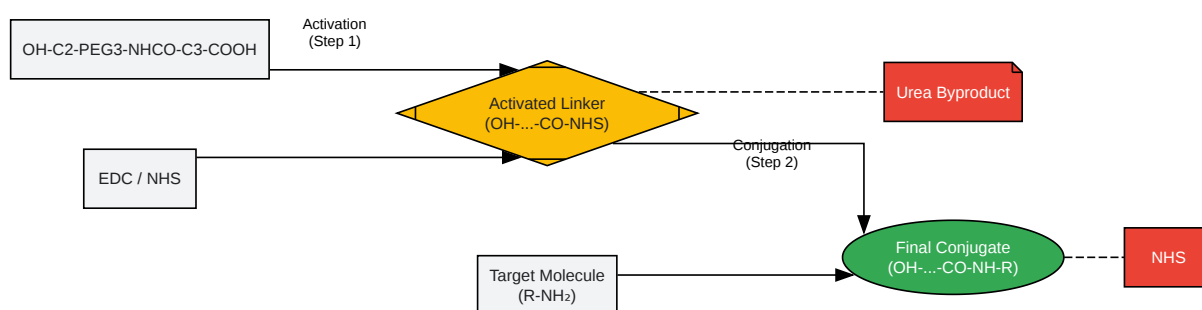 Activation
(Step 1)
OH-C2-PEG3-NHCO-C3-COOH
Activated Linker
(OH-...-CO-NHS)
Urea Byproduct
EDC / NHS
Conjugation
(Step 2)
Target Molecule
(R-NH₂)
Final Conjugate
(OH-...-CO-NH-R)
NHS